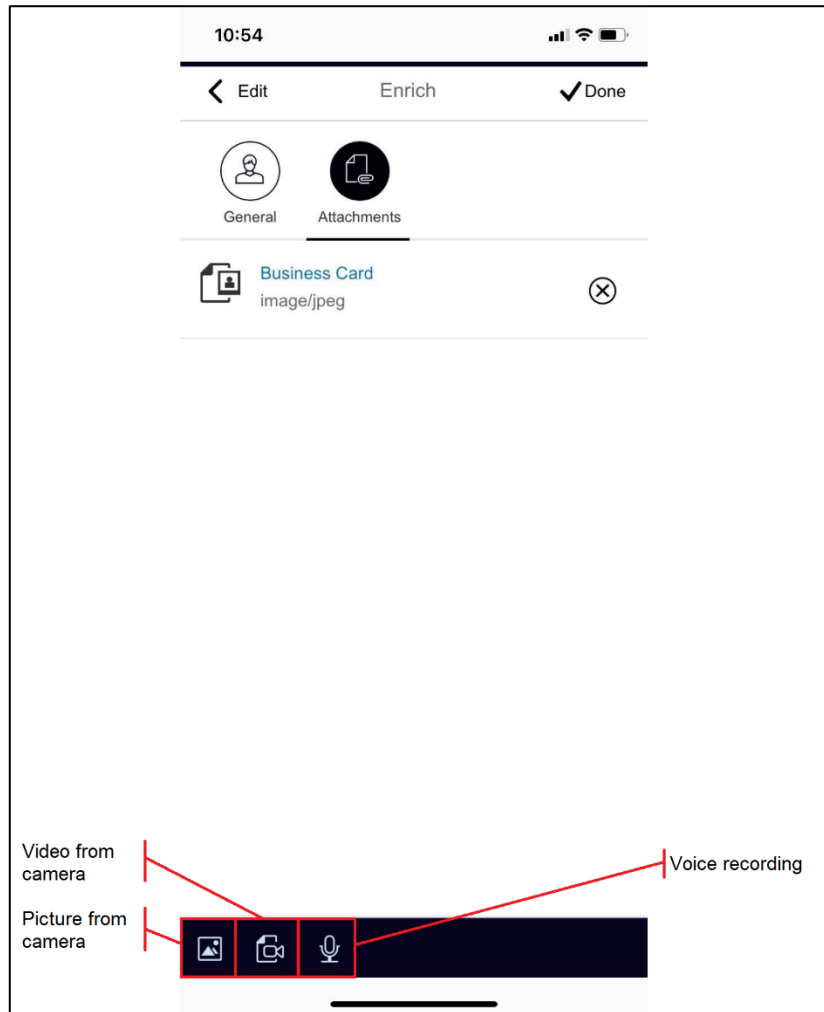 10:54
Edit
Enrich
Done
General
Attachments
Business Card
image/jpeg
Video from
camera
Voice recording
Picture from
camera